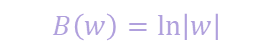 B(w) = ln|w|